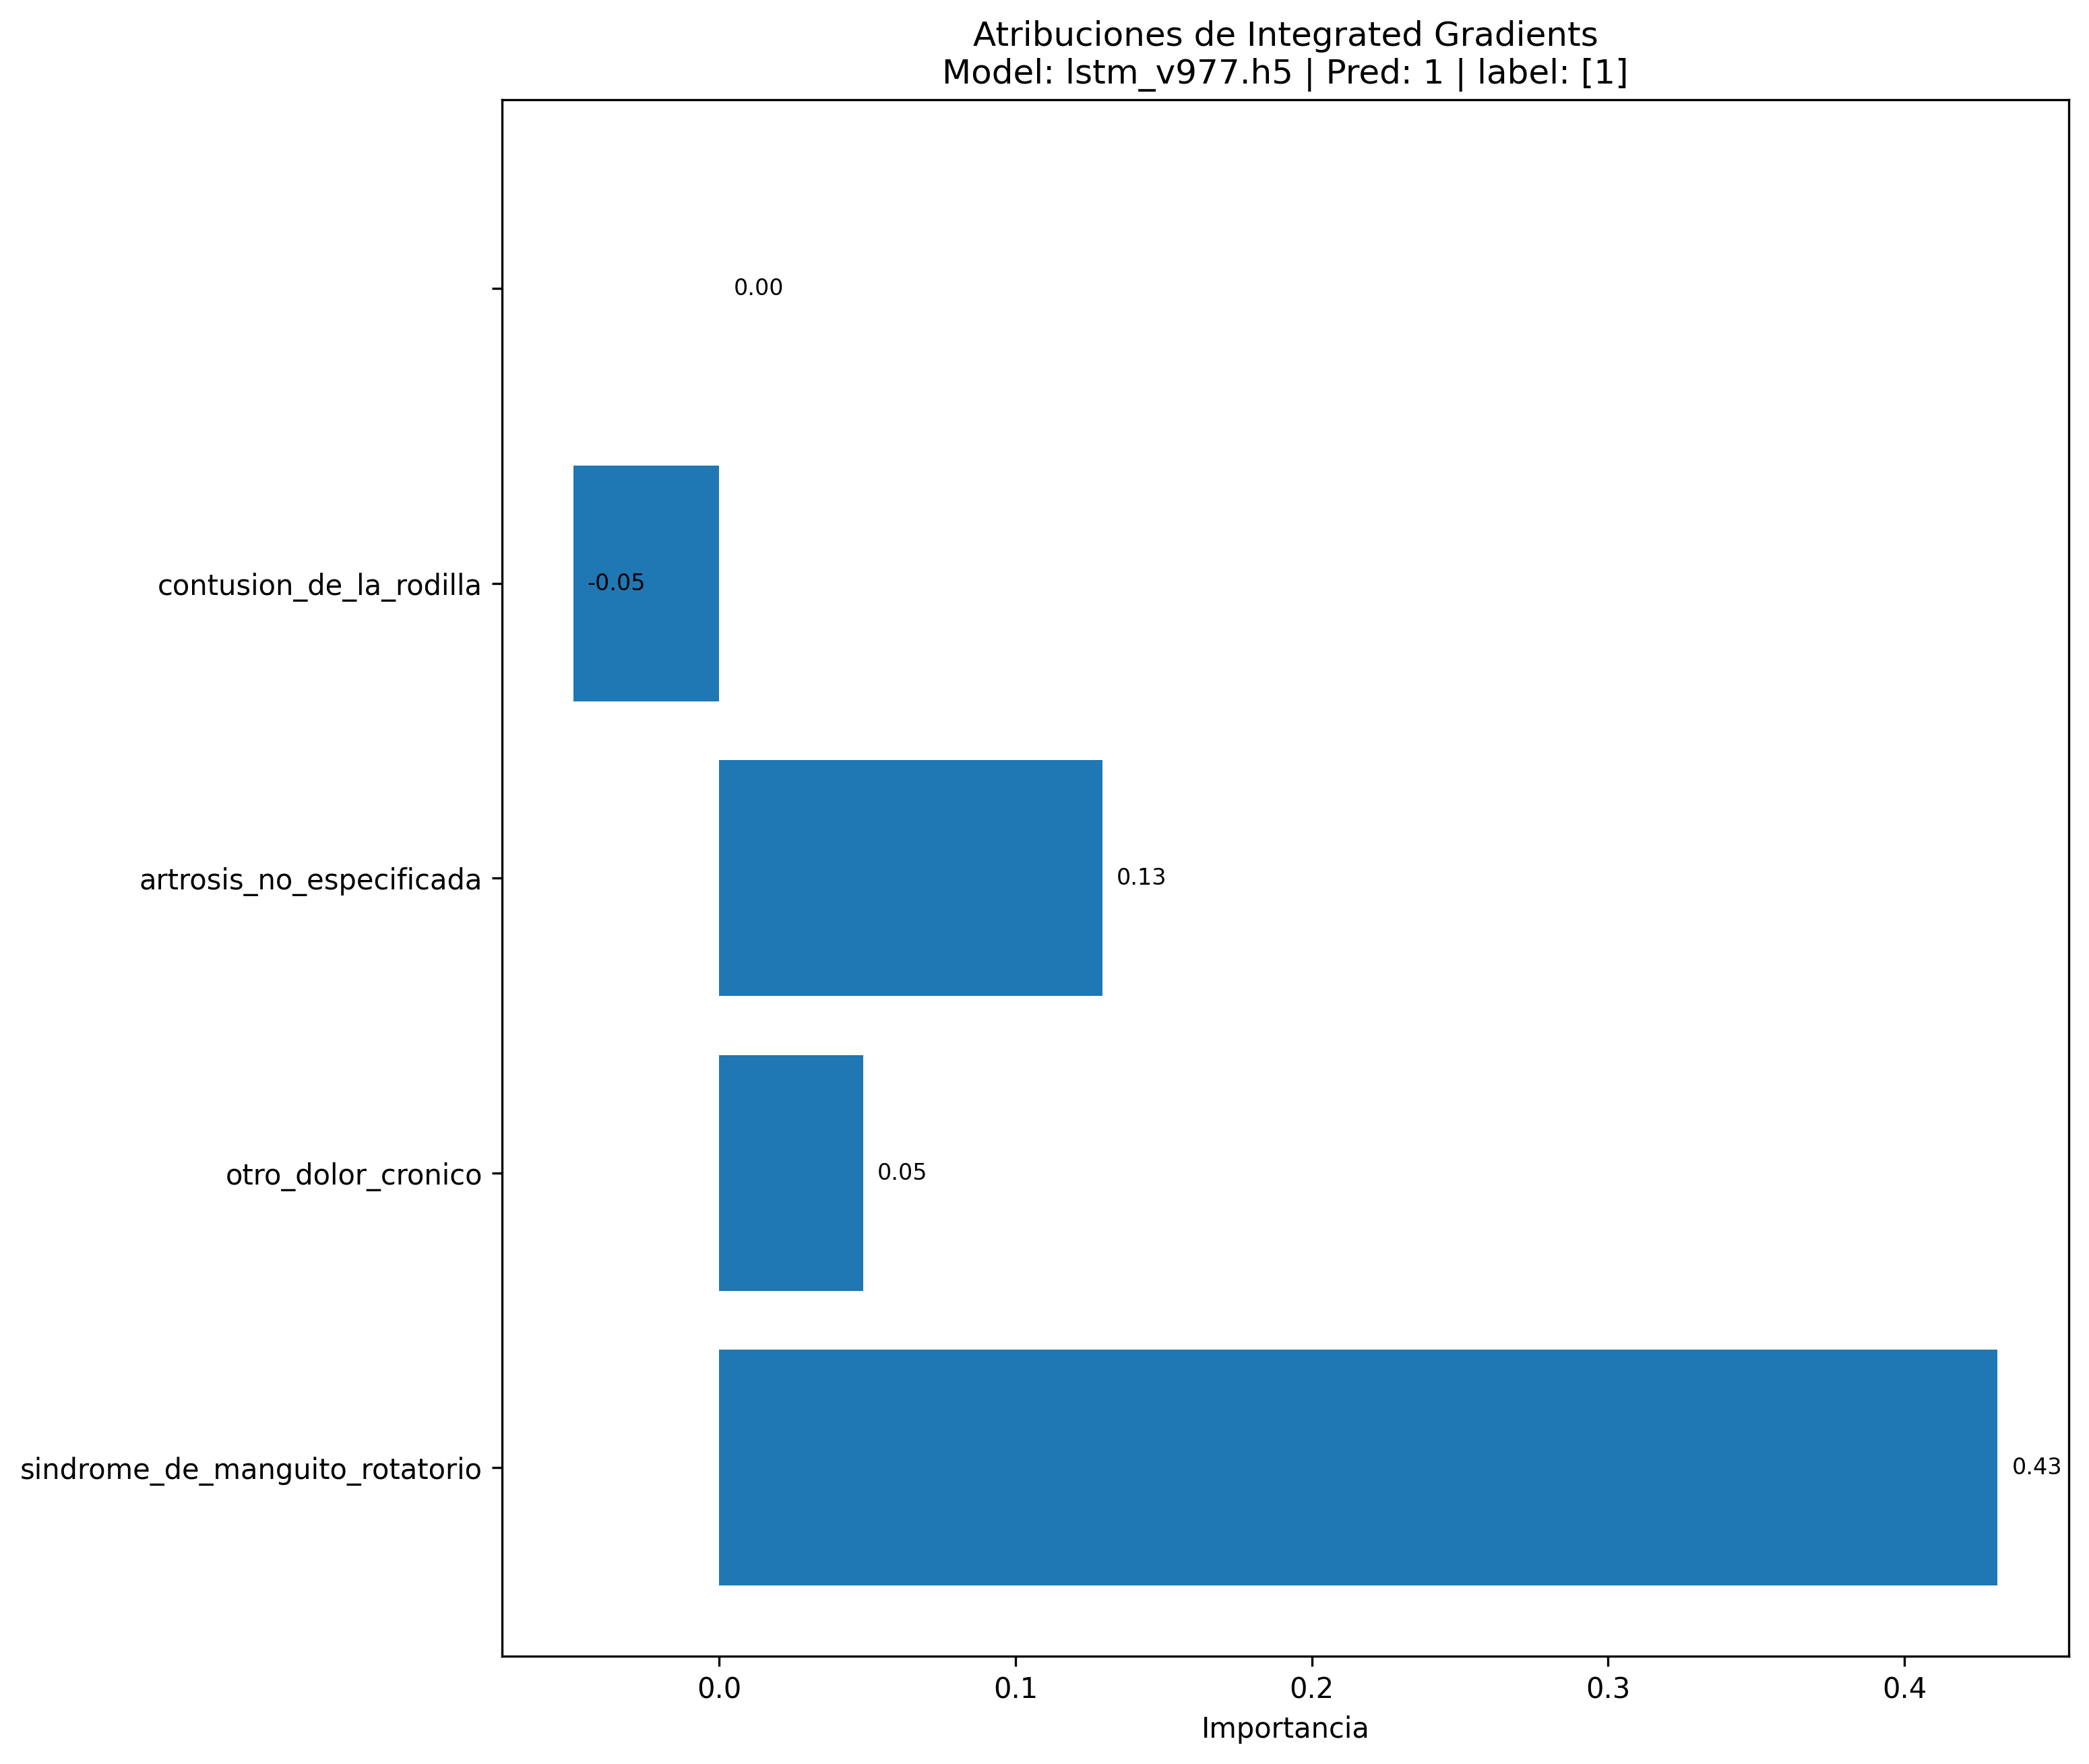 Atribuciones de Integrated Gradients
Model: lstm_v977.h5 | Pred: 1 | label: [1]
0.00
contusion_de_la_rodilla
-0.05
artrosis_no_especificada
0.13
otro_dolor_cronico
0.05
sindrome_de_manguito_rotatorio
0.43
0.0 0.1 0.2 0.3 0.4
Importancia